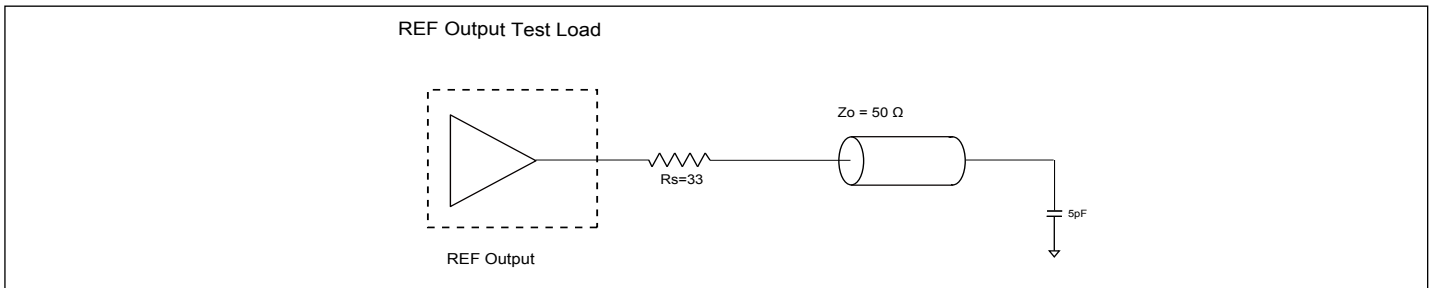 REF Output Test Load
Zo = 50 Ω
Rs=33
5pF
REF Output